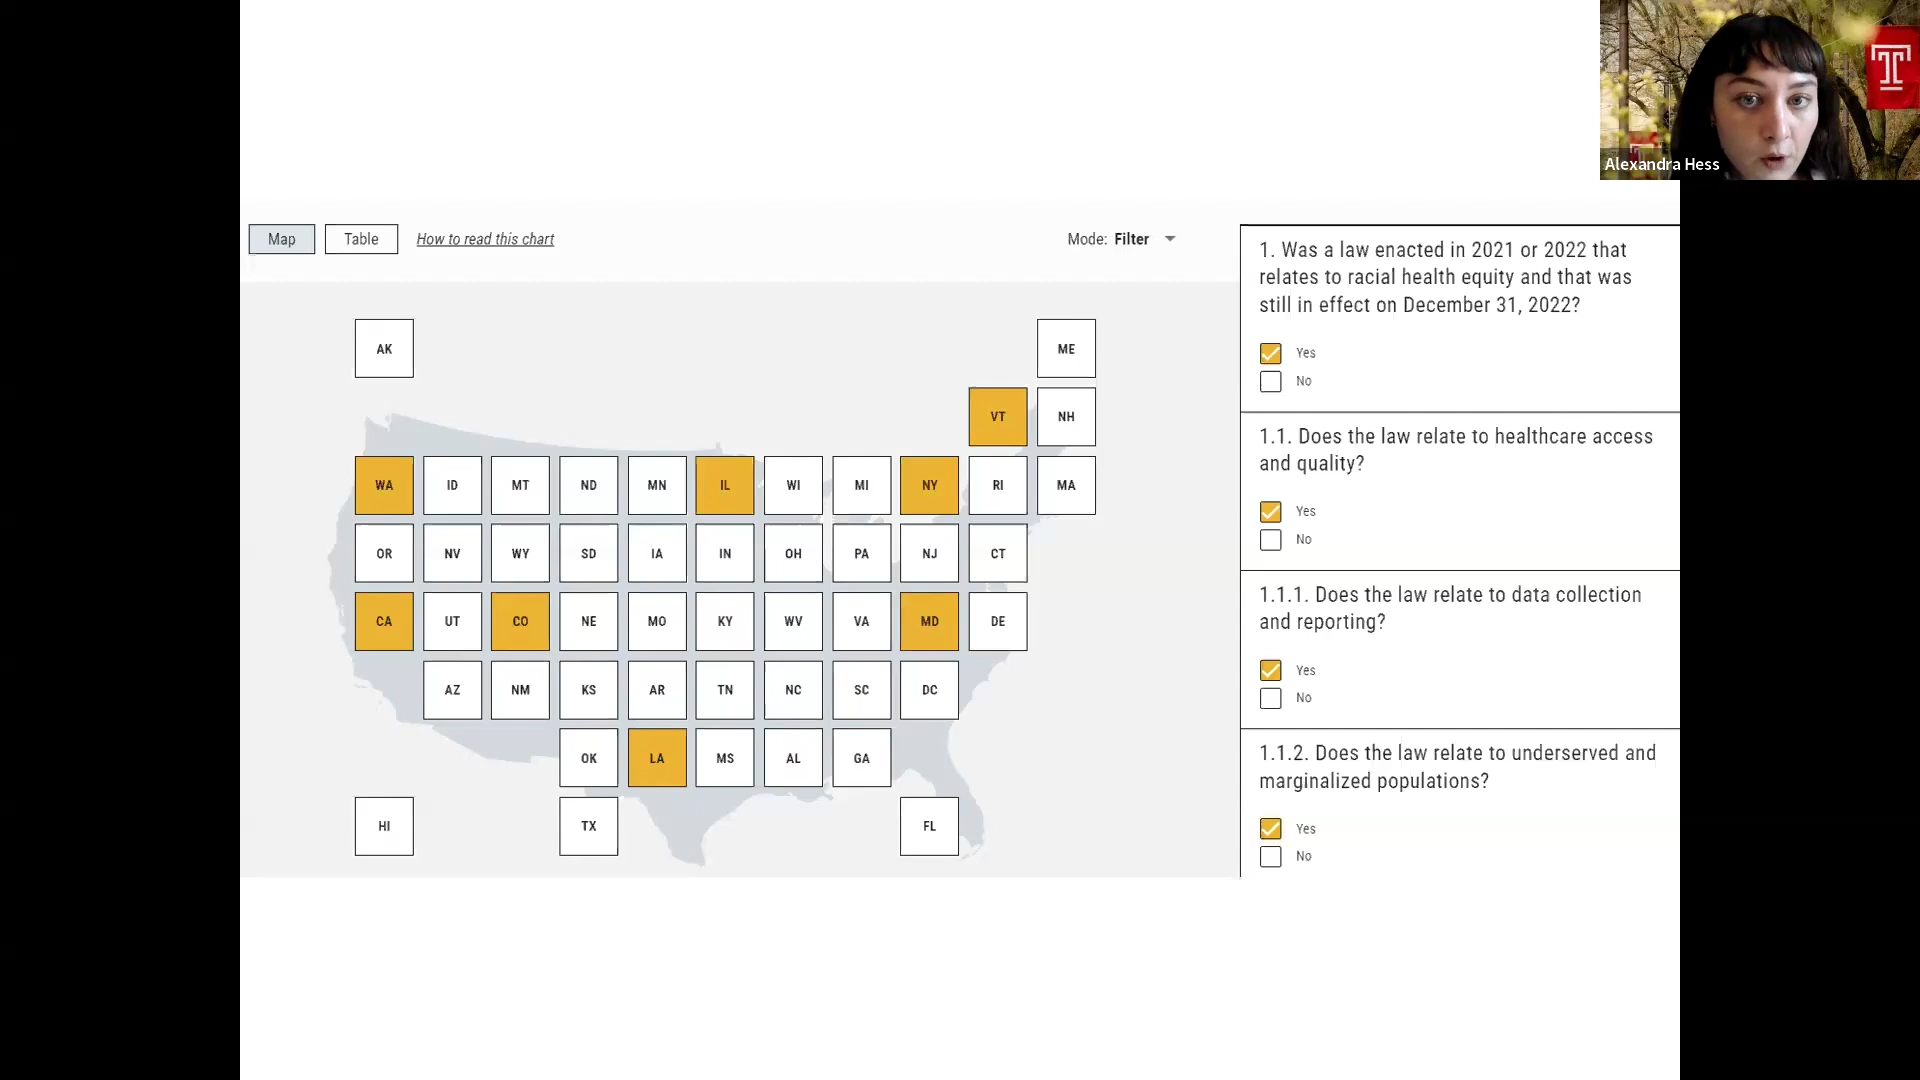 Alexandra Hess
Map
Table
How to read this chart
Mode: Filter
1. Was a law enacted in 2021 or 2022 that
relates to racial health equity and that was
still in effect on December 31, 2022?
Yes
No
1.1. Does the law relate to healthcare access
and quality?
Yes
No
1.1.1. Does the law relate to data collection
and reporting?
Yes
No
1.1.2. Does the law relate to underserved and
marginalized populations?
Yes
No
AK ME
VT NH
WA ID MT ND MN IL WI MI NY RI MA
OR NV WY SD IA IN OH PA NJ CT
CA UT CO NE MO KY WV VA MD DE
AZ NM KS AR TN NC SC DC
OK LA MS AL GA
HI TX FL